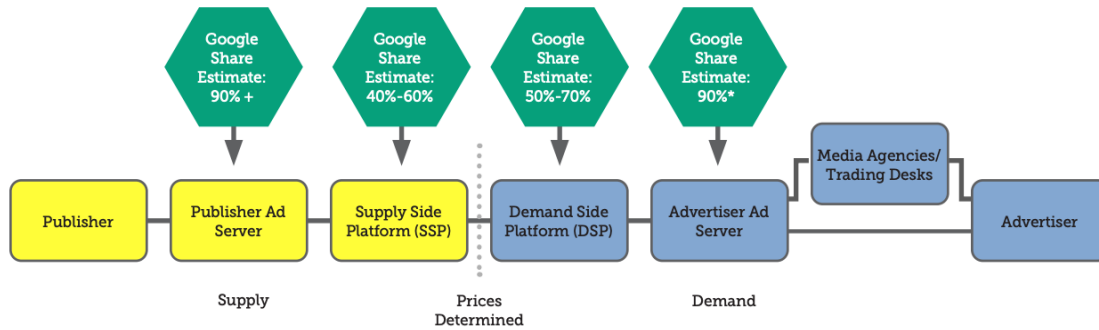 Google
Share
Estimate:
90% +
Google
Share
Estimate:
40%-60%
Google
Share
Estimate:
50%-70%
Google
Share
Estimate:
90%*
Media Agencies/
Trading Desks
Publisher
Publisher Ad
Server
Supply Side
Platform (SSP)
Demand Side
Platform (DSP)
Advertiser Ad
Server
Advertiser
Supply
Prices
Determined
Demand